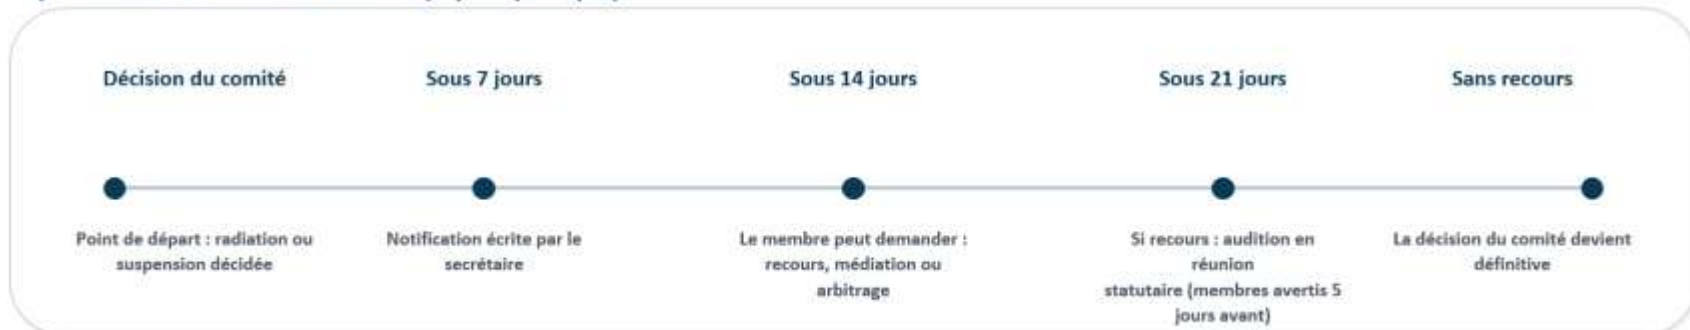 Décision du comité
Sous 7 jours
Sous 14 jours
Sous 21 jours
Sans recours
Point de départ : radiation ou
suspension décidée
Notification écrite par le
secrétaire
Le membre peut demander :
recours, médiation ou
arbitrage
Si recours : audition en
réunion
statutaire (membres avertis 5
jours avant)
La décision du comité devient
définitive